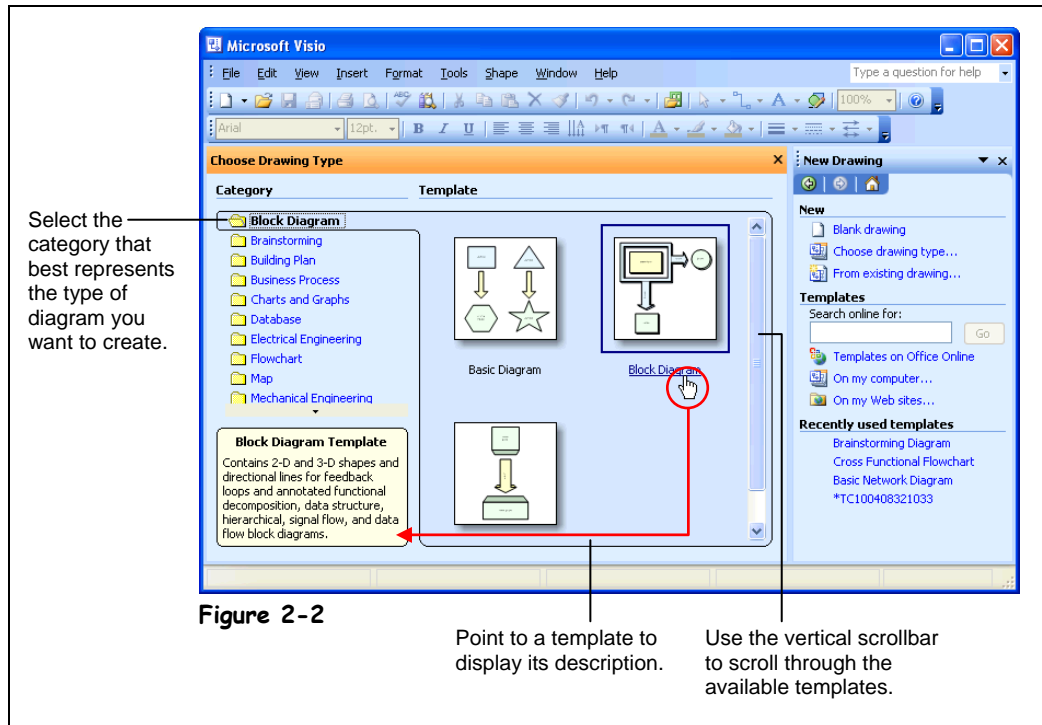 Microsoft Visio
File Edit View Insert Format Tools Shape Window Help
Type a question for help
100%
Arial
12pt.
B I U
Choose Drawing Type
Category
Template
Block Diagram
Brainstorming
Building Plan
Business Process
Charts and Graphs
Database
Electrical Engineering
Flowchart
Map
Mechanical Engineering
Basic Diagram
Block Diagram
Block Diagram Template
Contains 2-D and 3-D shapes and
directional lines for feedback
loops and annotated functional
decomposition, data structure,
hierarchical, signal flow, and data
flow block diagrams.
New Drawing
New
Blank drawing
Choose drawing type...
From existing drawing...
Templates
Search online for:
Go
Templates on Office Online
On my computer...
On my Web sites...
Recently used templates
Brainstorming Diagram
Cross Functional Flowchart
Basic Network Diagram
*TC100408321033
Select the
category that
best represents
the type of
diagram you
want to create.
Figure 2-2
Point to a template to
display its description.
Use the vertical scrollbar
to scroll through the
available templates.